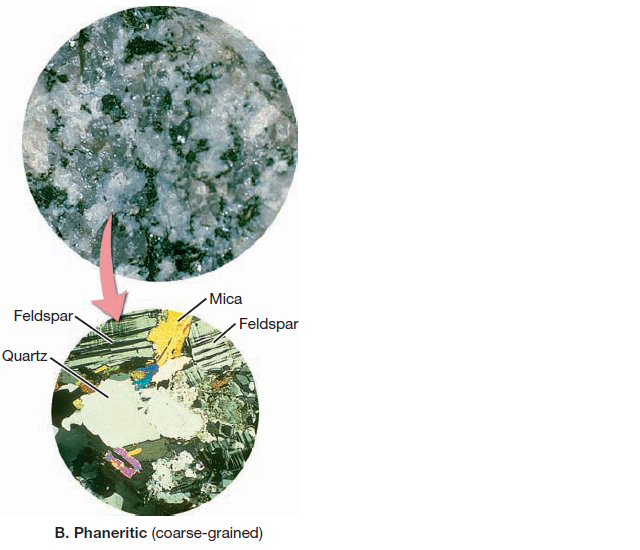 Mica
Feldspar
Feldspar
Quartz
B. Phaneritic (coarse-grained)